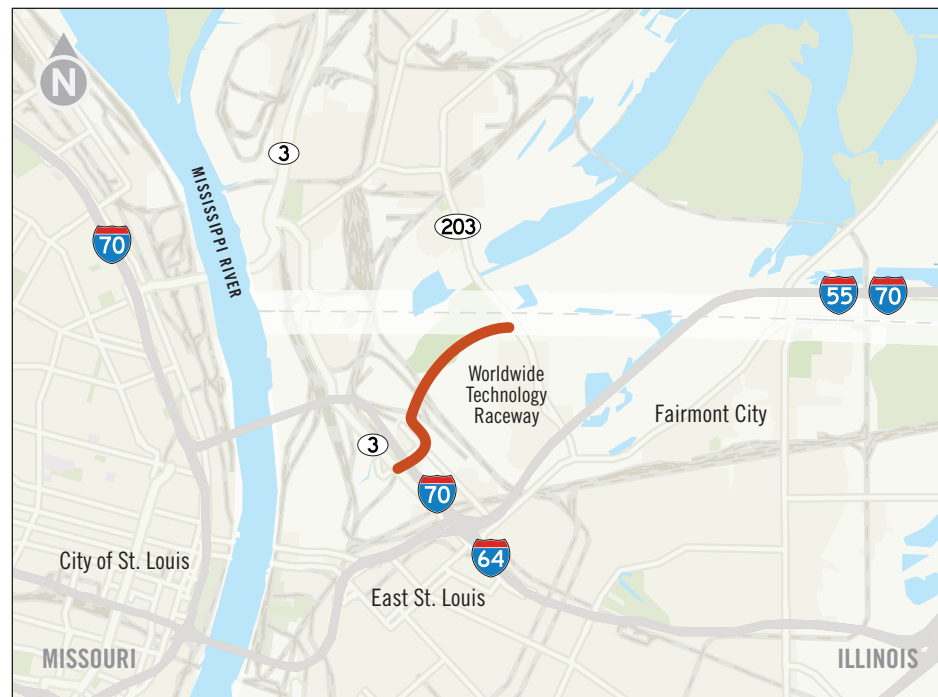 N
3
MISSISSIPPI RIVER
203
70
55
70
Worldwide
Technology
Raceway
Fairmont City
3
70
City of St. Louis
64
East St. Louis
MISSOURI
ILLINOIS